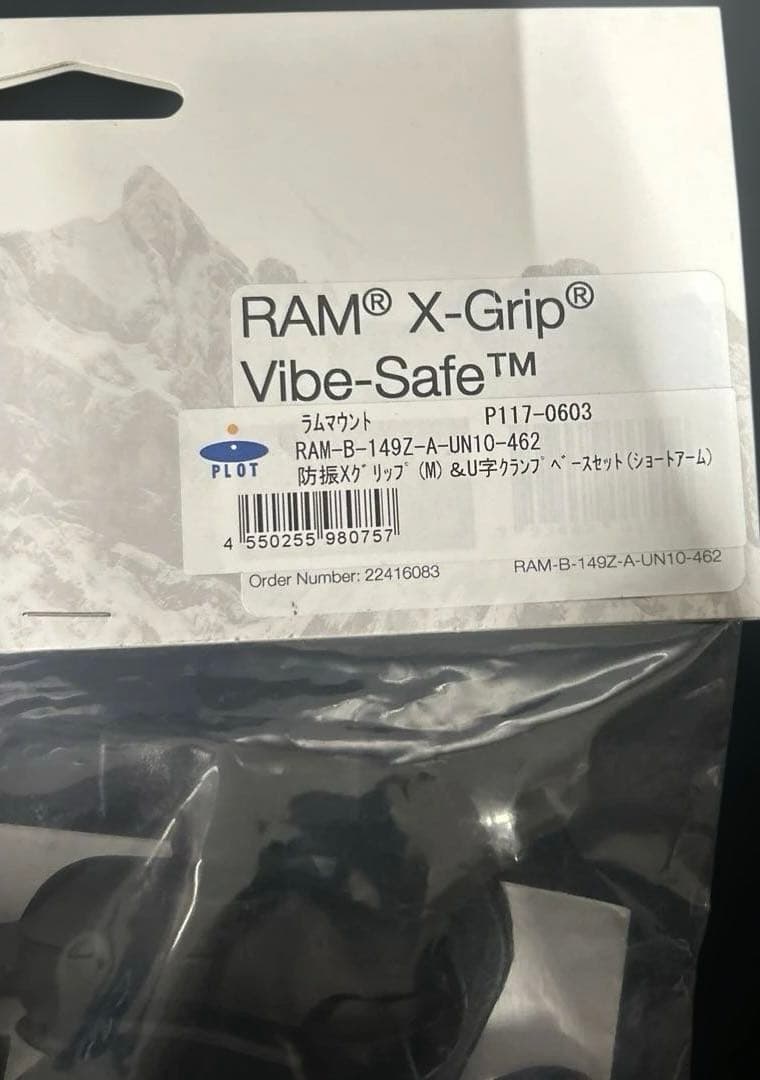 RAM® X-Grip®
Vibe-Safe™
ラムマウント P117-0603
RAM-B-149Z-A-UN10-462
防振Xグリップ (M) &U字クランプベースセット(ショートアーム)
PLOT
4 550255 980757
Order Number: 22416083 RAM-B-149Z-A-UN10-462